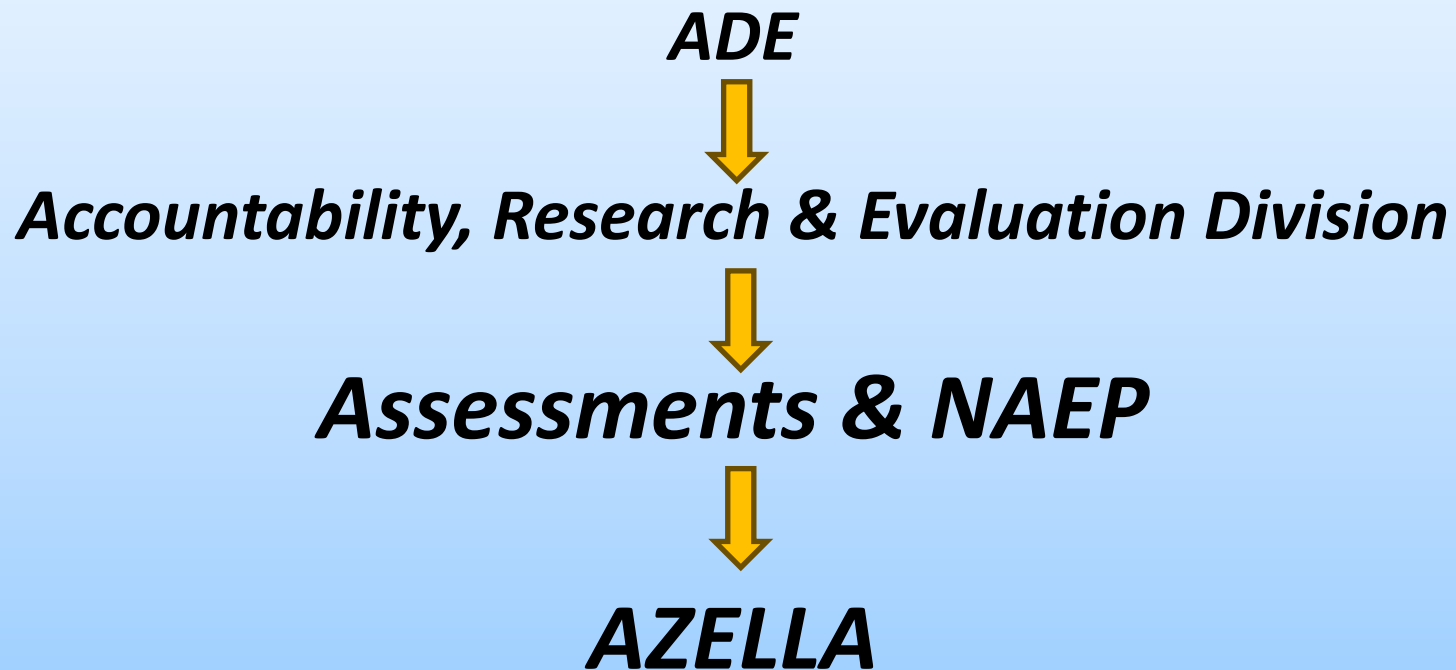 ADE
Accountability, Research & Evaluation Division
Assessments & NAEP
AZELLA